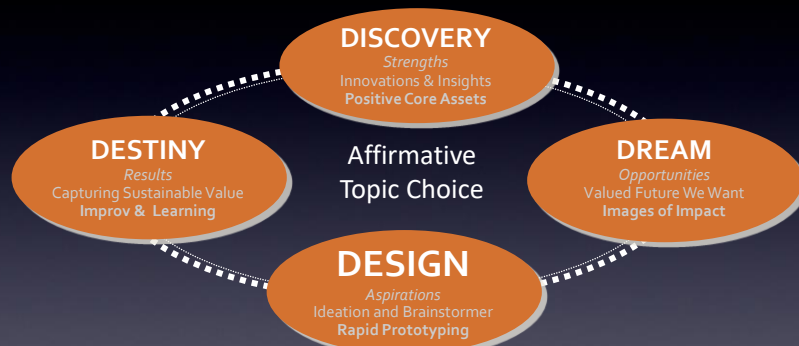 DISCOVERY
Strengths
Innovations & Insights
Positive Core Assets
DESTINY
Results
Capturing Sustainable Value
Improv & Learning
Affirmative
Topic Choice
DREAM
Opportunities
Valued Future We Want
Images of Impact
DESIGN
Aspirations
Ideation and Brainstormer
Rapid Prototyping